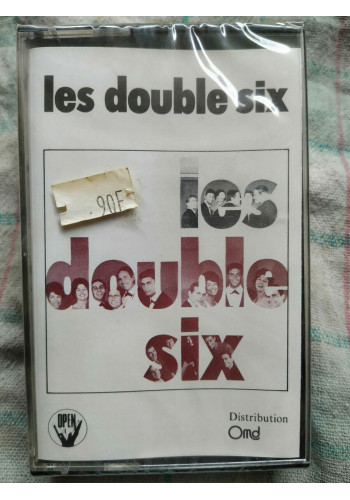 les double six
90F
les
double
six
OPEN
Distribution
Omd